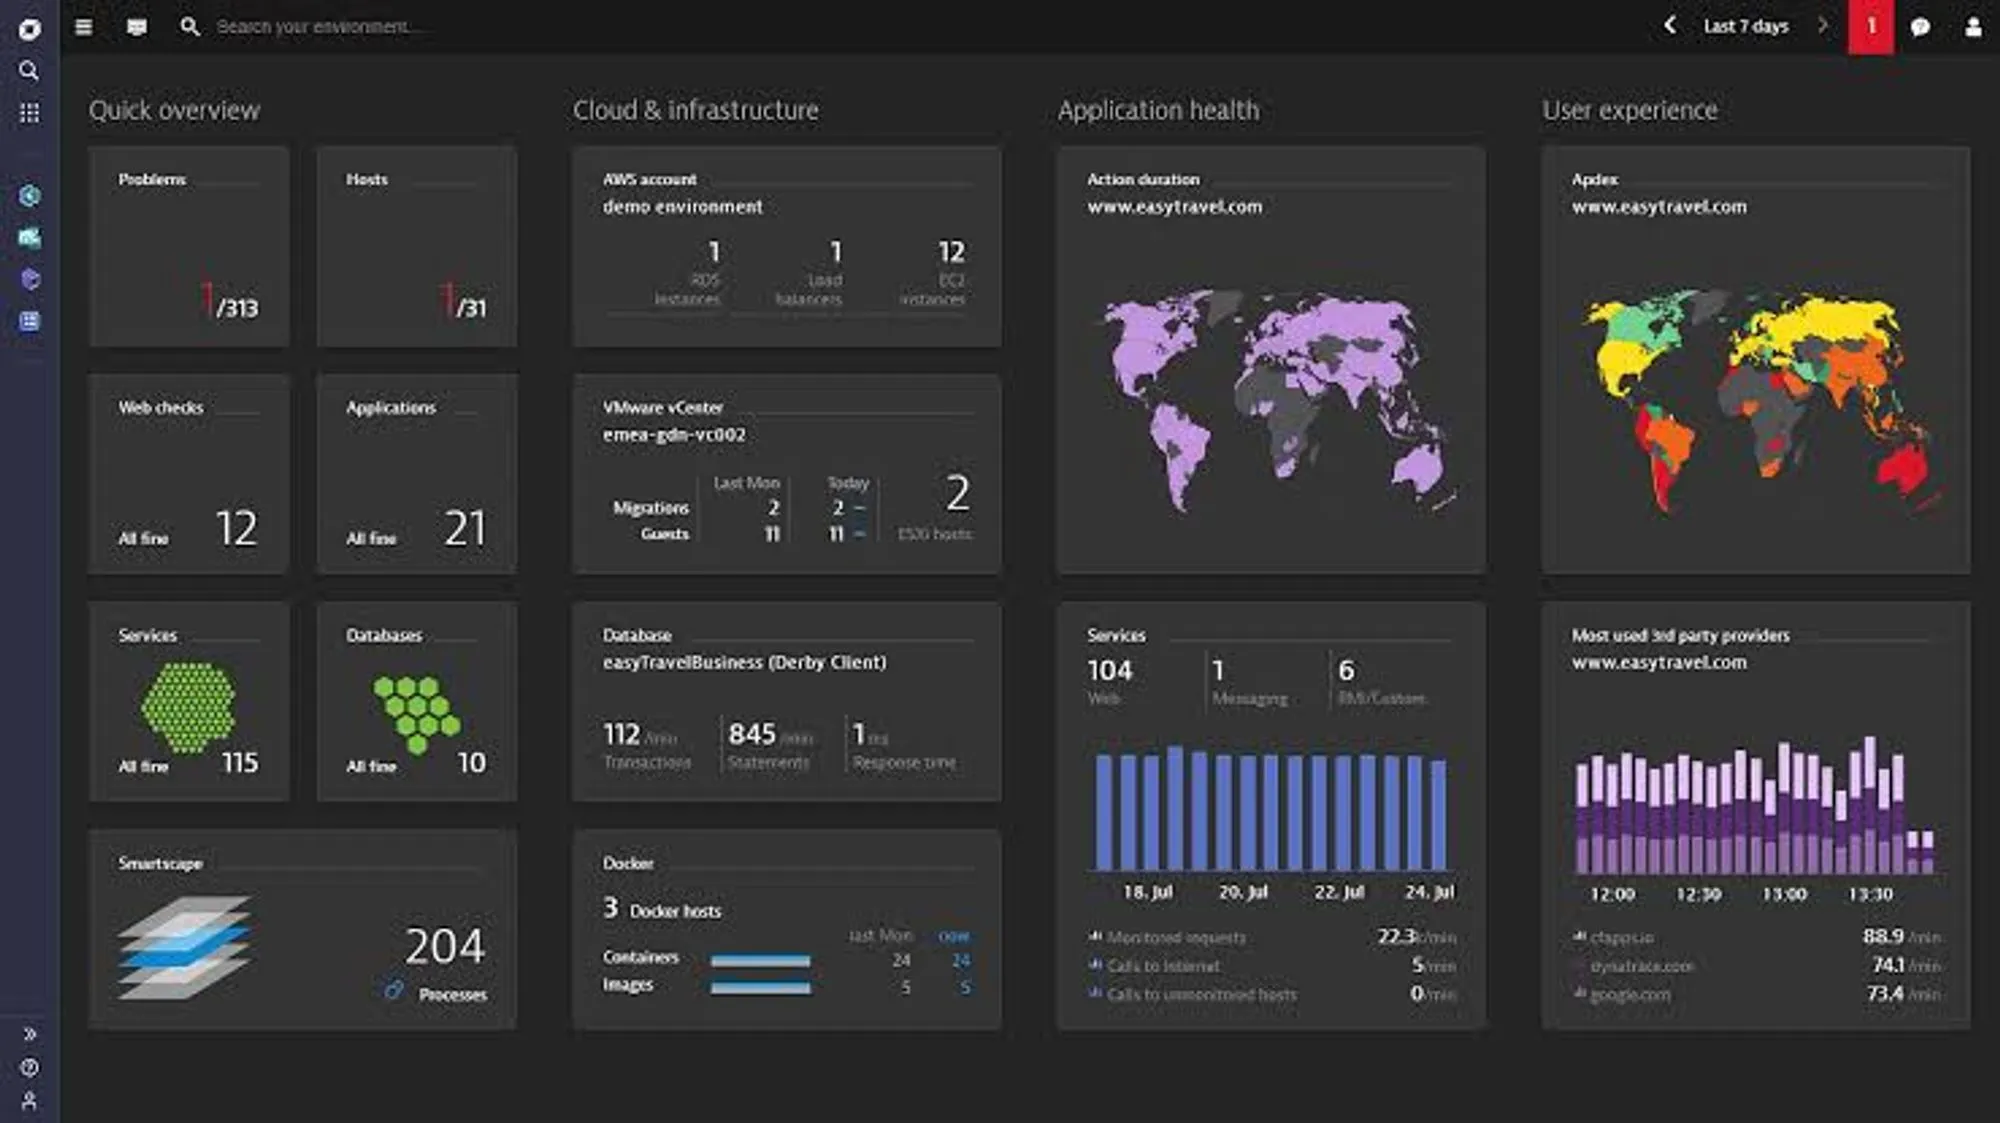 Search your environment...
Last 7 days
1
Quick overview
Problems
1/313
Hosts
1/31
Web checks
All fine 12
Applications
All fine 21
Services
All fine 115
Databases
All fine 10
Smartscape
204
Processes
Cloud & infrastructure
AWS account
demo environment
1 1 12
RDS Load EC2
instances balancers instances
VMware vCenter
emea-gdn-vc002
Last Mon Today 2
Migrations 2 2 –
Guests 11 11 – ESXi hosts
Database
easyTravelBusiness (Derby Client)
112 /min 845 /min 1 ms
Transactions Statements Response time
Docker
3 Docker hosts
last Mon now
Containers 24 24
Images 5 5
Application health
Action duration
www.easytravel.com
Services
104 1 6
Web Messaging RMI/Custom
18. Jul 20. Jul 22. Jul 24. Jul
Monitored requests 22.3k/min
Calls to Internet 5/min
Calls to unmonitored hosts 0/min
User experience
Apdex
www.easytravel.com
Most used 3rd party providers
www.easytravel.com
12:00 12:30 13:00 13:30
cfapps.io 88.9 /min
dynatrace.com 74.1 /min
google.com 73.4 /min